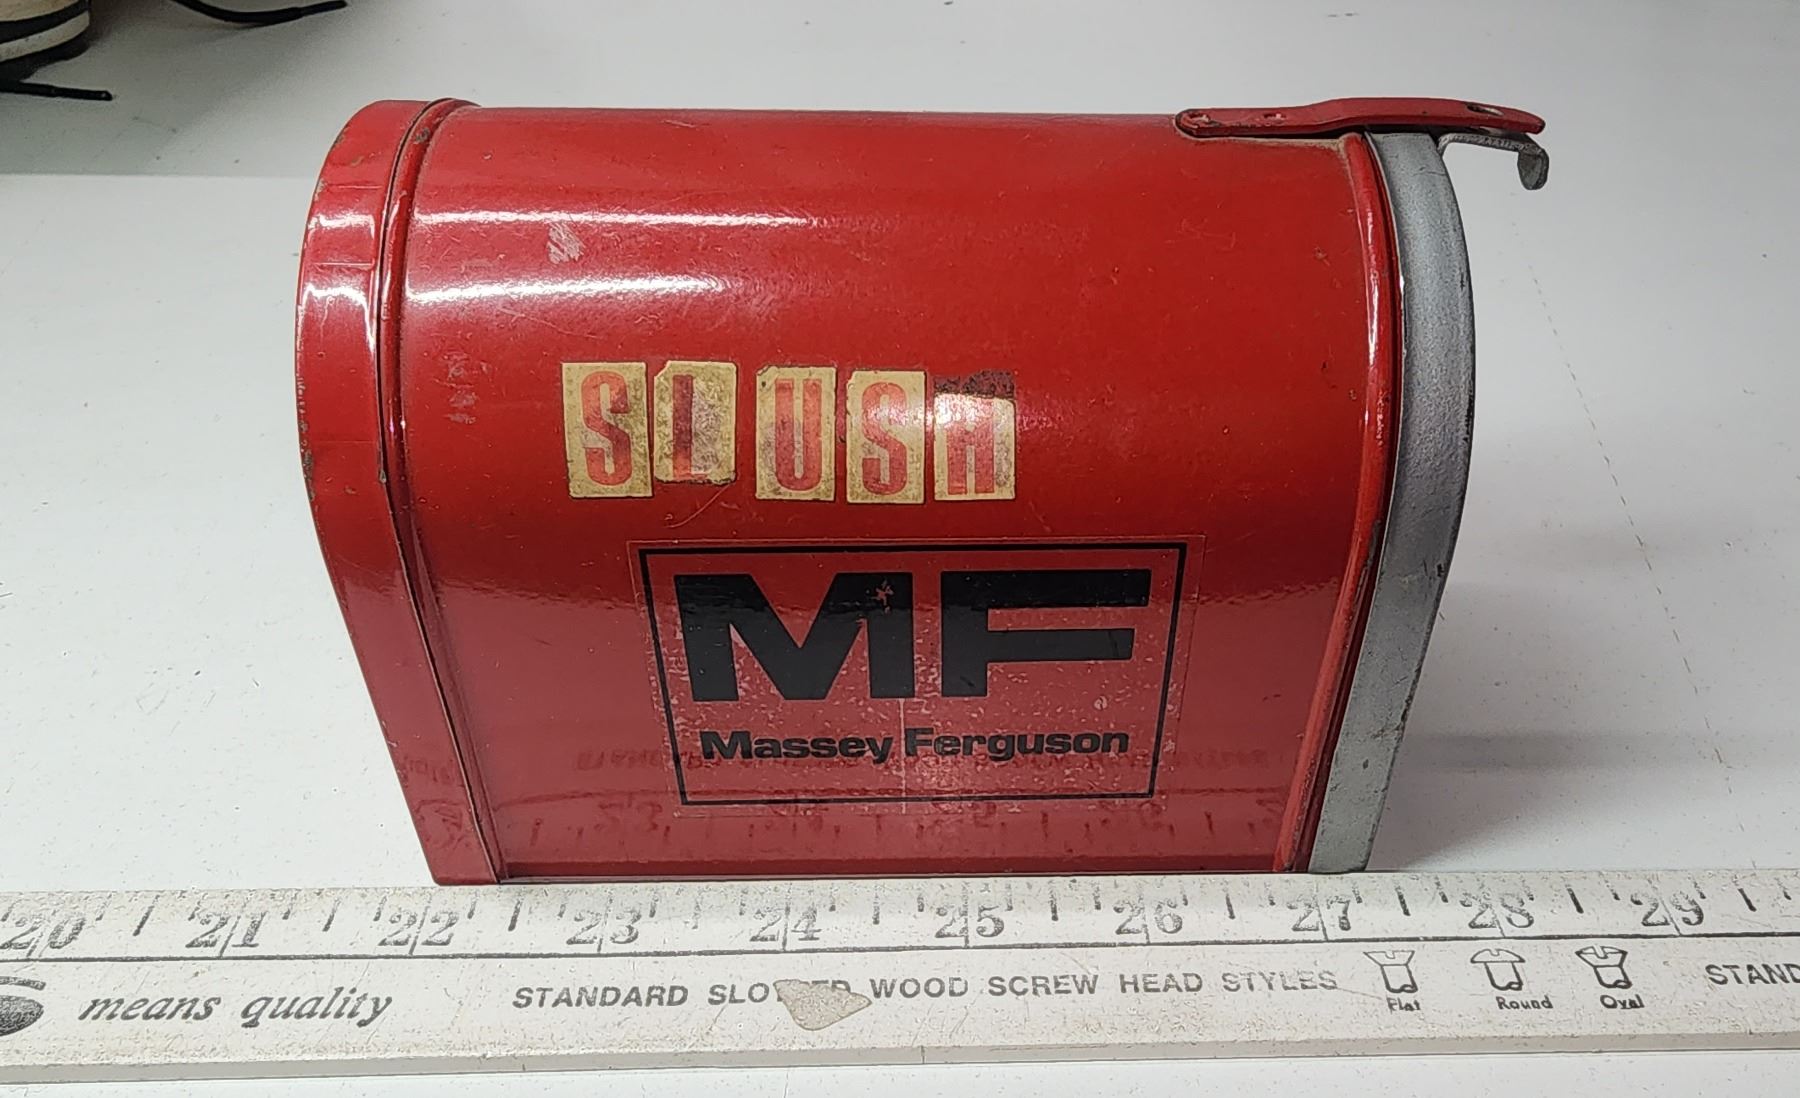 SLUSH
MF
Massey Ferguson
20 21 22 23 24 25 26 27 28 29
means quality
STANDARD SLOTTED WOOD SCREW HEAD STYLES
Flat Round Oval
STAND